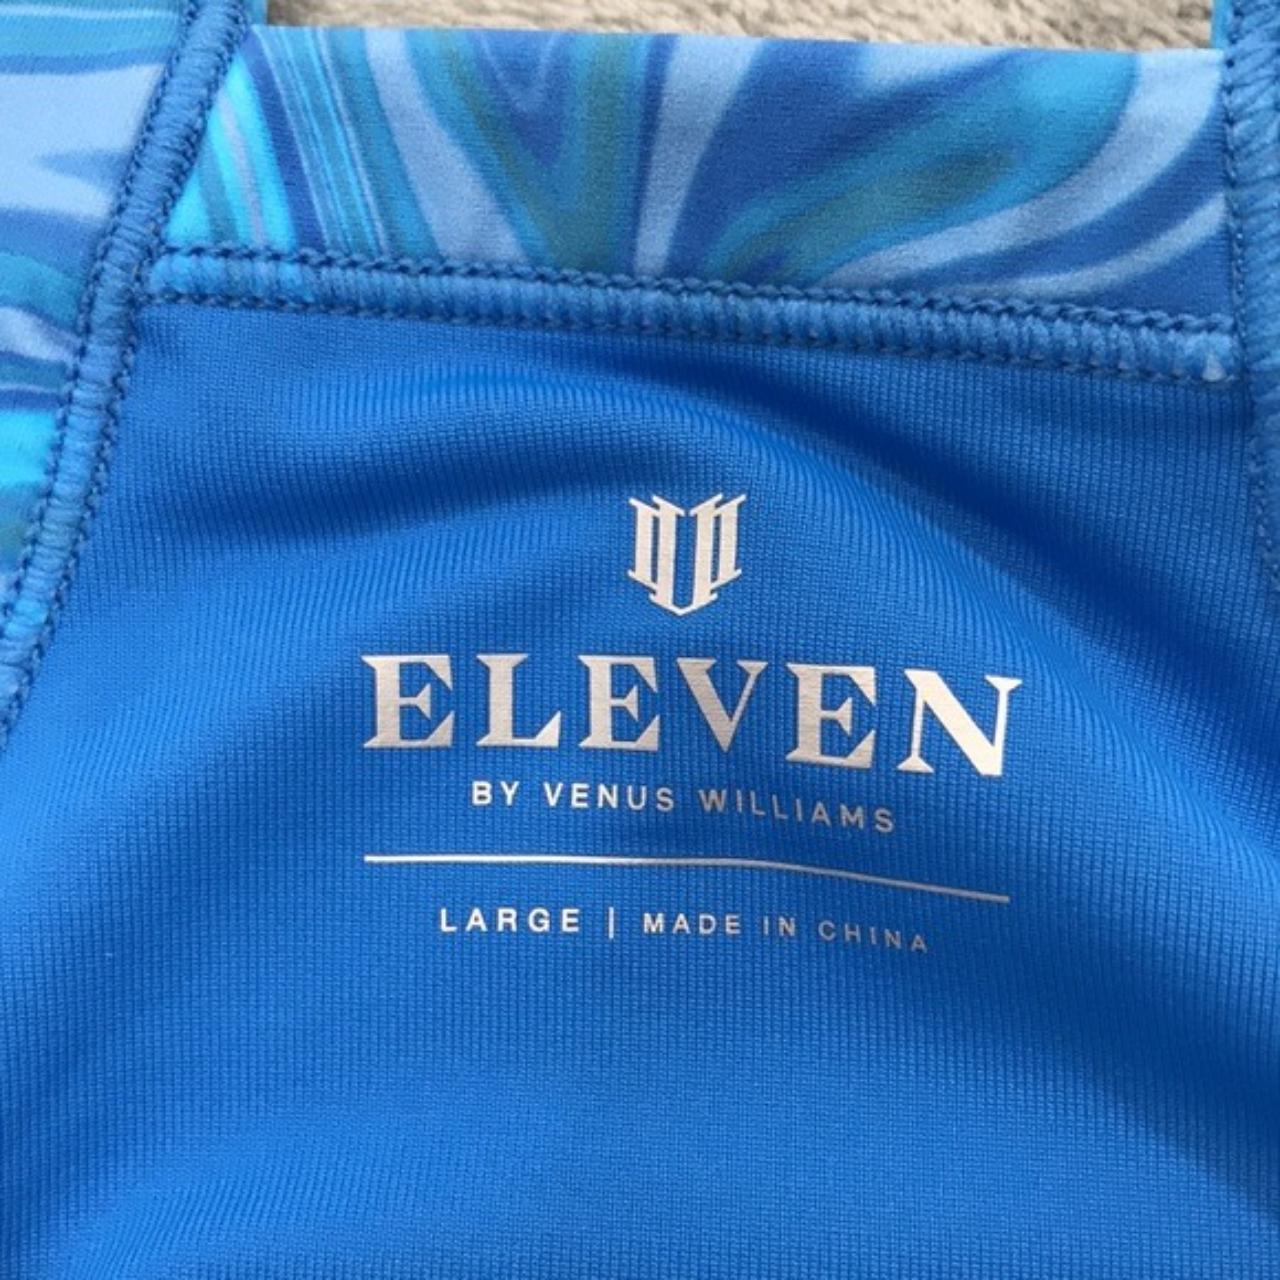 ELEVEN
BY VENUS WILLIAMS
LARGE | MADE IN CHINA